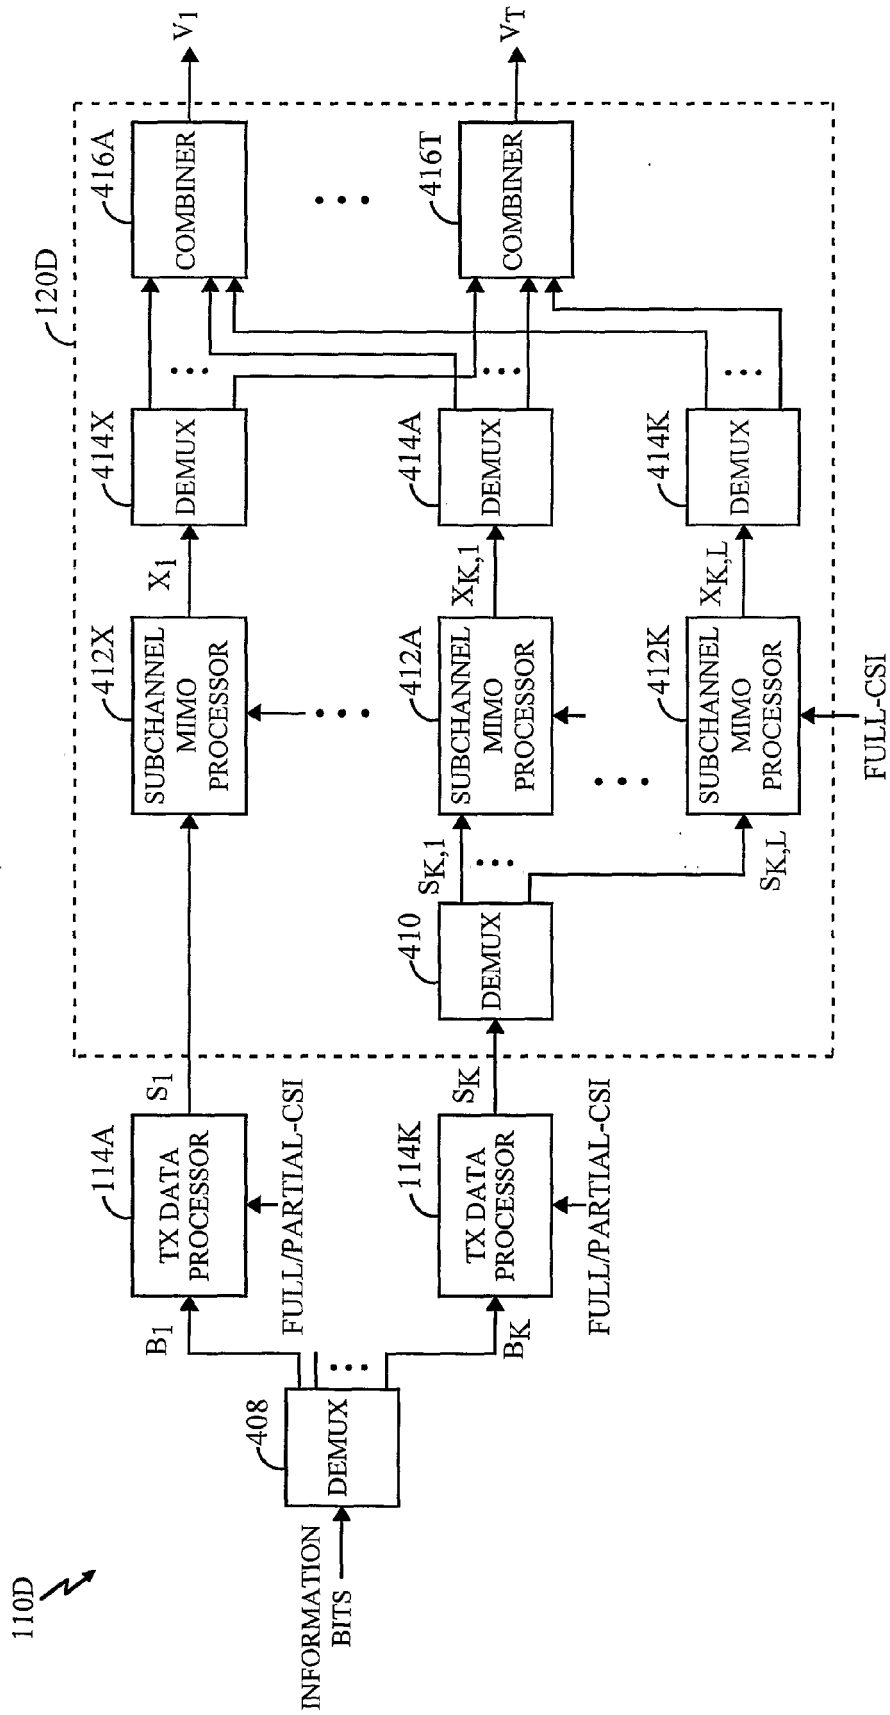 110D
INFORMATION
BITS
408
DEMUX
B1
BK
114A
TX DATA
PROCESSOR
FULL/PARTIAL-CSI
114K
TX DATA
PROCESSOR
FULL/PARTIAL-CSI
S1
SK
120D
410
DEMUX
SK,1
SK,L
412X
SUBCHANNEL
MIMO
PROCESSOR
412A
SUBCHANNEL
MIMO
PROCESSOR
412K
SUBCHANNEL
MIMO
PROCESSOR
FULL-CSI
X1
XK,1
XK,L
414X
DEMUX
414A
DEMUX
414K
DEMUX
416A
COMBINER
416T
COMBINER
V1
VT